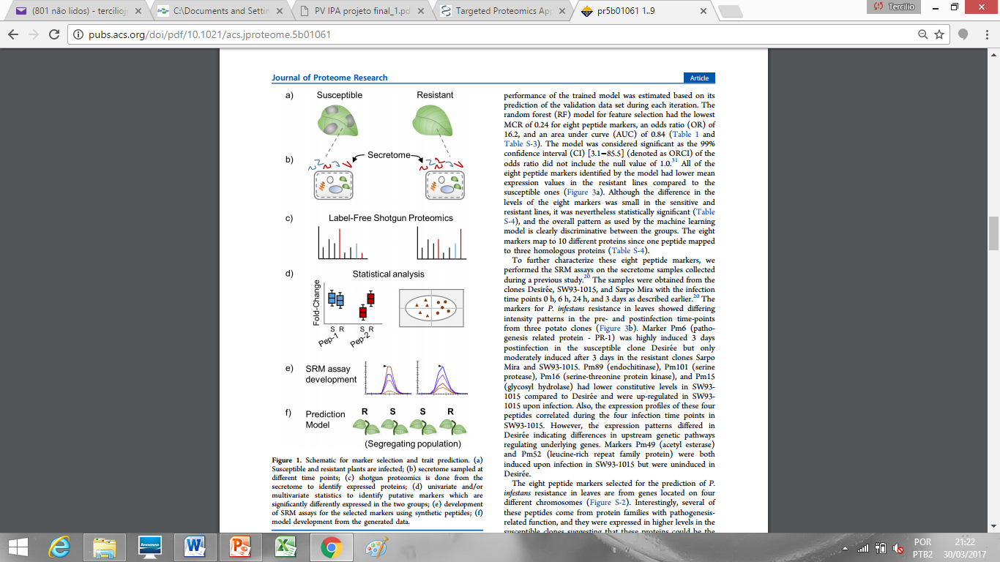 (801 não lidos) - terciliojr
C:\Documents and Settin
PV IPA projeto final_1.pd
Targeted Proteomics App
pr5b01061 1..9
Tercilio
pubs.acs.org/doi/pdf/10.1021/acs.jproteome.5b01061
Journal of Proteome Research
Article
a)
Susceptible
Resistant
b)
Secretome
c)
Label-Free Shotgun Proteomics
d)
Statistical analysis
Fold-Change
S R
S R
Pep-1
Pep-2
e)
SRM assay
development
f)
Prediction
Model
R S S R
(Segregating population)
Figure 1. Schematic for marker selection and trait prediction. (a)
Susceptible and resistant plants are infected; (b) secretome sampled at
different time points; (c) shotgun proteomics is done from the
secretome to identify expressed proteins; (d) univariate and/or
multivariate statistics to identify putative markers which are
significantly differently expressed in the two groups; (e) development
of SRM assays for the selected markers using synthetic peptides; (f)
model development from the generated data.
performance of the trained model was estimated based on its
prediction of the validation data set during each iteration. The
random forest (RF) model for feature selection had the lowest
MCR of 0.24 for eight peptide markers, an odds ratio (OR) of
16.2, and an area under curve (AUC) of 0.84 (Table 1 and
Table S-3). The model was considered significant as the 99%
confidence interval (CI) [3.1−85.5] (denoted as ORCI) of the
odds ratio did not include the null value of 1.0.31 All of the
eight peptide markers identified by the model had lower mean
expression values in the resistant lines compared to the
susceptible ones (Figure 3a). Although the difference in the
levels of the eight markers was small in the sensitive and
resistant lines, it was nevertheless statistically significant (Table
S-4), and the overall pattern as used by the machine learning
model is clearly discriminative between the groups. The eight
markers map to 10 different proteins since one peptide mapped
to three homologous proteins (Table S-4).
To further characterize these eight peptide markers, we
performed the SRM assays on the secretome samples collected
during a previous study.20 The samples were obtained from the
clones Desirée, SW93-1015, and Sarpo Mira with the infection
time points 0 h, 6 h, 24 h, and 3 days as described earlier.20 The
markers for P. infestans resistance in leaves showed differing
intensity patterns in the pre- and postinfection time-points
from three potato clones (Figure 3b). Marker Pm6 (patho-
genesis related protein - PR-1) was highly induced 3 days
postinfection in the susceptible clone Desirée but only
moderately induced after 3 days in the resistant clones Sarpo
Mira and SW93-1015. Pm89 (endochitinase), Pm101 (serine
protease), Pm16 (serine-threonine protein kinase), and Pm15
(glycosyl hydrolase) had lower constitutive levels in SW93-
1015 compared to Desirée and were up-regulated in SW93-
1015 upon infection. Also, the expression profiles of these four
peptides correlated during the four infection time points in
SW93-1015. However, the expression patterns differed in
Desirée indicating differences in upstream genetic pathways
regulating underlying genes. Markers Pm49 (acetyl esterase)
and Pm52 (leucine-rich repeat family protein) were both
induced upon infection in SW93-1015 but were uninduced in
Desirée.
The eight peptide markers selected for the prediction of P.
infestans resistance in leaves are from genes located on four
different chromosomes (Figure S-2). Interestingly, several of
these peptides come from protein families with pathogenesis-
related function, and they were expressed in higher levels in the
susceptible clones suggesting that these proteins could be the
lenovo
POR
PTB2
21:22
30/03/2017